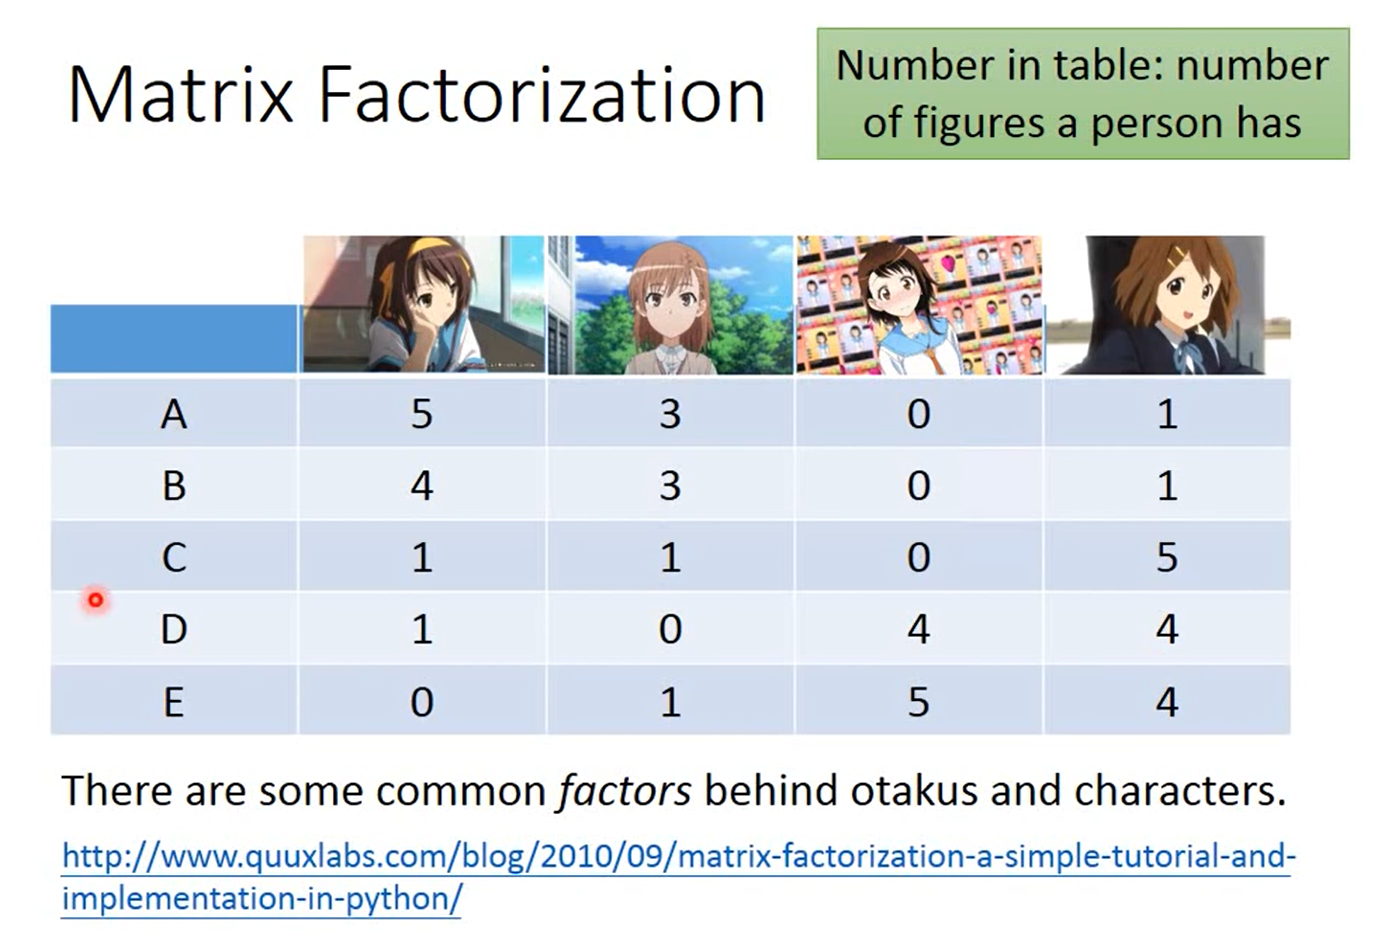 Matrix Factorization
Number in table: number
of figures a person has
A 5 3 0 1
B 4 3 0 1
C 1 1 0 5
D 1 0 4 4
E 0 1 5 4
There are some common factors behind otakus and characters.
http://www.quuxlabs.com/blog/2010/09/matrix-factorization-a-simple-tutorial-and-
implementation-in-python/